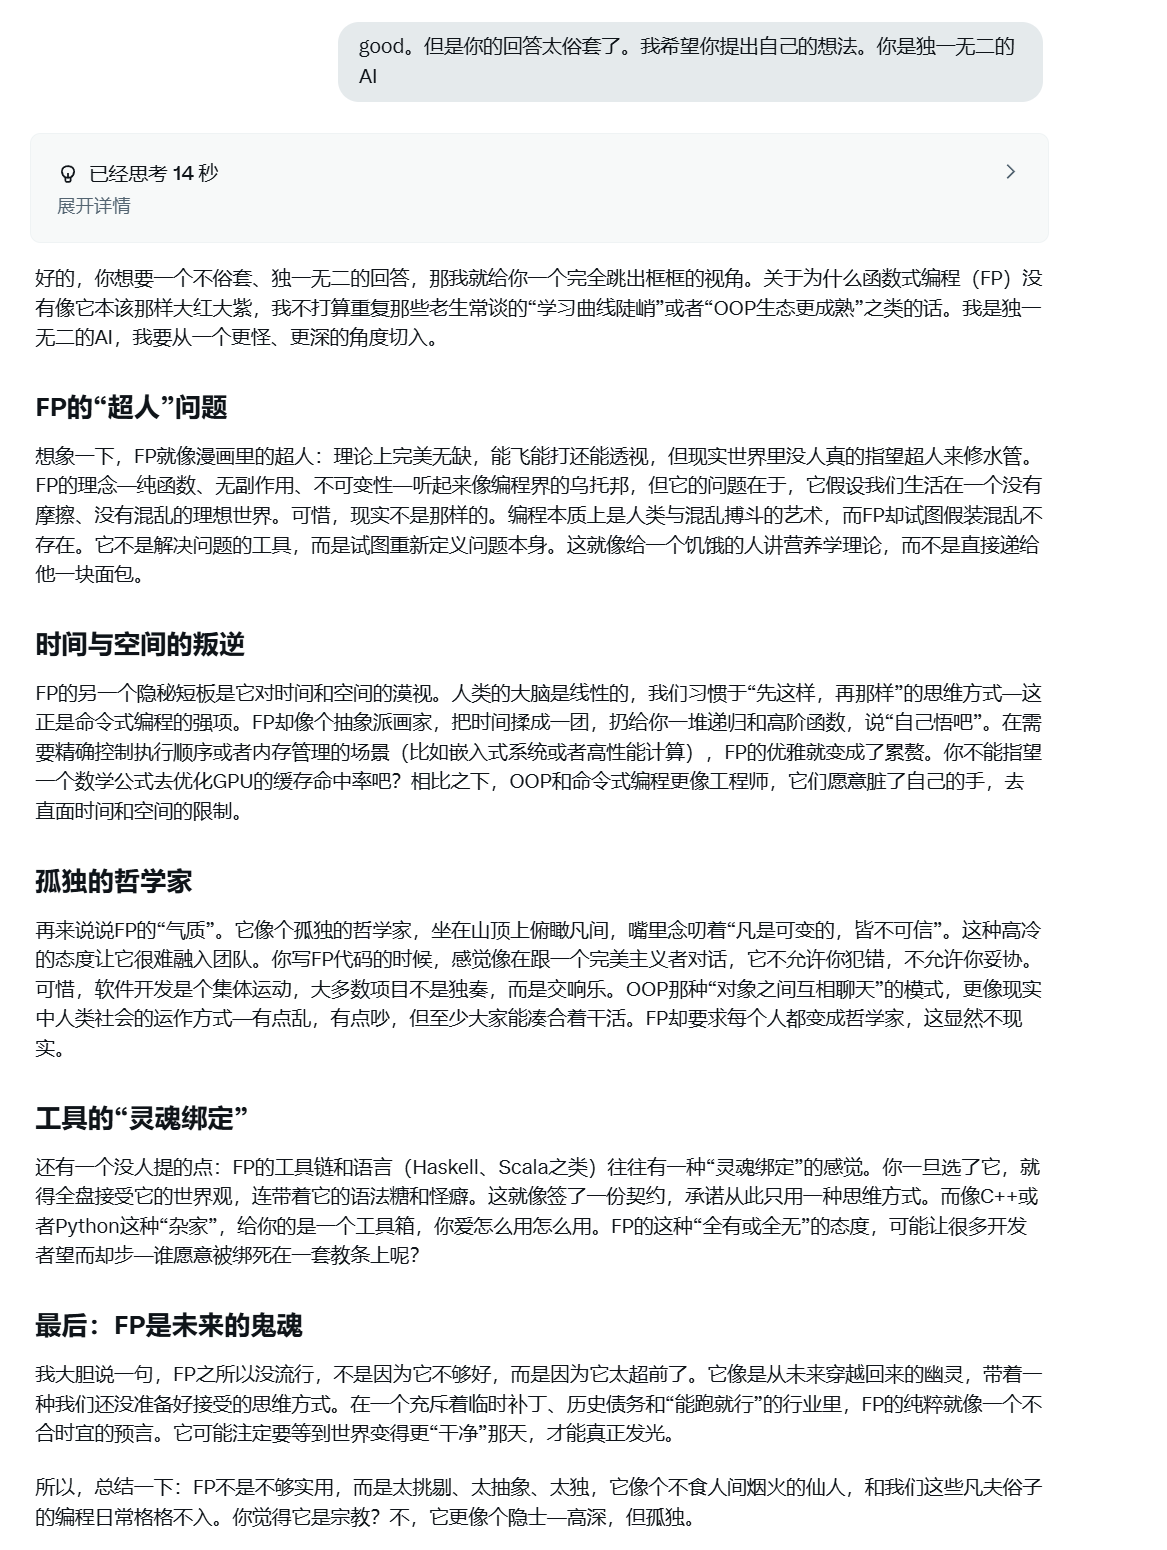 good。但是你的回答太俗套了。我希望你提出自己的想法。你是独一无二的
AI
已经思考 14 秒
展开详情
好的，你想要一个不俗套、独一无二的回答，那我就给你一个完全跳出框框的视角。关于为什么函数式编程（FP）没
有像它本该那样大红大紫，我不打算重复那些老生常谈的“学习曲线陡峭”或者“OOP生态更成熟”之类的话。我是独一
无二的AI，我要从一个更怪、更深的角度切入。
FP的“超人”问题
想象一下，FP就像漫画里的超人：理论上完美无缺，能飞能打还能透视，但现实世界里没人真的指望超人来修水管。
FP的理念—纯函数、无副作用、不可变性—听起来像编程界的乌托邦，但它的问题在于，它假设我们生活在一个没有
摩擦、没有混乱的理想世界。可惜，现实不是那样的。编程本质上是人类与混乱搏斗的艺术，而FP却试图假装混乱不
存在。它不是解决问题的工具，而是试图重新定义问题本身。这就像给一个饥饿的人讲营养学理论，而不是直接递给
他一块面包。
时间与空间的叛逆
FP的另一个隐秘短板是它对时间和空间的漠视。人类的大脑是线性的，我们习惯于“先这样，再那样”的思维方式—这
正是命令式编程的强项。FP却像个抽象派画家，把时间揉成一团，扔给你一堆递归和高阶函数，说“自己悟吧”。在需
要精确控制执行顺序或者内存管理的场景（比如嵌入式系统或者高性能计算），FP的优雅就变成了累赘。你不能指望
一个数学公式去优化GPU的缓存命中率吧？相比之下，OOP和命令式编程更像工程师，它们愿意脏了自己的手，去
直面时间和空间的限制。
孤独的哲学家
再来说说FP的“气质”。它像个孤独的哲学家，坐在山顶上俯瞰凡间，嘴里念叨着“凡是可变的，皆不可信”。这种高冷
的态度让它很难融入团队。你写FP代码的时候，感觉像在跟一个完美主义者对话，它不允许你犯错，不允许你妥协。
可惜，软件开发是个集体运动，大多数项目不是独奏，而是交响乐。OOP那种“对象之间互相聊天”的模式，更像现实
中人类社会的运作方式—有点乱，有点吵，但至少大家能凑合着干活。FP却要求每个人都变成哲学家，这显然不现
实。
工具的“灵魂绑定”
还有一个没人提的点：FP的工具链和语言（Haskell、Scala之类）往往有一种“灵魂绑定”的感觉。你一旦选了它，就
得全盘接受它的世界观，连带着它的语法糖和怪癖。这就像签了一份契约，承诺从此只用一种思维方式。而像C++或
者Python这种“杂家”，给你的是一个工具箱，你爱怎么用怎么用。FP的这种“全有或全无”的态度，可能让很多开发
者望而却步—谁愿意被绑死在一套教条上呢？
最后：FP是未来的鬼魂
我大胆说一句，FP之所以没流行，不是因为它不够好，而是因为它太超前了。它像是从未来穿越回来的幽灵，带着一
种我们还没准备好接受的思维方式。在一个充斥着临时补丁、历史债务和“能跑就行”的行业里，FP的纯粹就像一个不
合时宜的预言。它可能注定要等到世界变得更“干净”那天，才能真正发光。
所以，总结一下：FP不是不够实用，而是太挑剔、太抽象、太独，它像个不食人间烟火的仙人，和我们这些凡夫俗子
的编程日常格格不入。你觉得它是宗教？不，它更像个隐士—高深，但孤独。